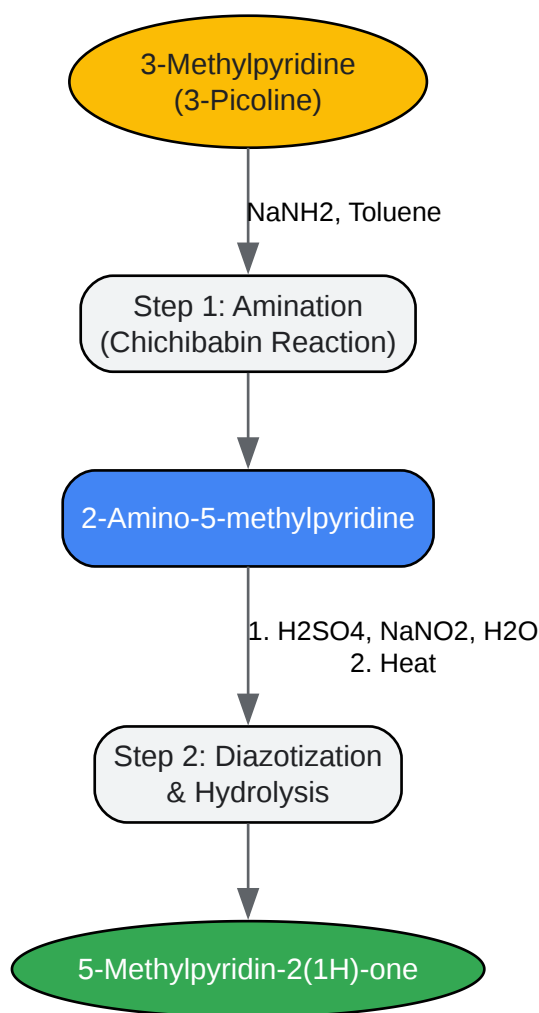 3-Methylpyridine
(3-Picoline)
NaNH2, Toluene
Step 1: Amination
(Chichibabin Reaction)
2-Amino-5-methylpyridine
1. H2SO4, NaNO2, H2O
2. Heat
Step 2: Diazotization
& Hydrolysis
5-Methylpyridin-2(1H)-one